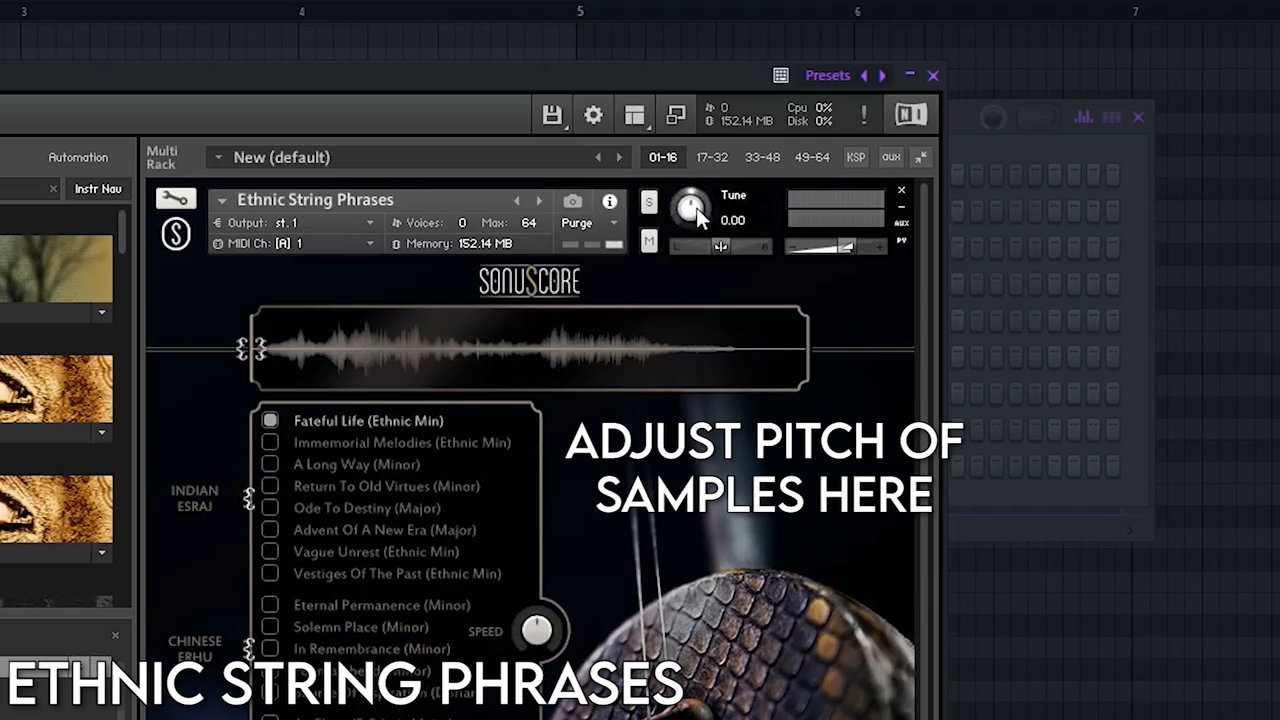 3 4 5 6 7
Presets
0 Cpu 0%
152.14 MB Disk 0%
Automation
Multi Rack
New (default)
01-16 17-32 33-48 49-64 KSP aux
Instr Nav
Ethnic String Phrases
S
Tune
0.00
AUX
PV
Output: st. 1
Voices: 0 Max: 64
Purge
MIDI Ch: [A] 1
Memory: 152.14 MB
M
L R
SONUSCORE
Fateful Life (Ethnic Min)
Immemorial Melodies (Ethnic Min)
A Long Way (Minor)
Return To Old Virtues (Minor)
INDIAN
ESRAJ
Ode To Destiny (Major)
Advent Of A New Era (Major)
Vague Unrest (Ethnic Min)
Vestiges Of The Past (Ethnic Min)
ADJUST PITCH OF
SAMPLES HERE
Eternal Permanence (Minor)
Solemn Place (Minor)
CHINESE
ERHU
In Remembrance (Minor)
SPEED
ETHNIC STRING PHRASES